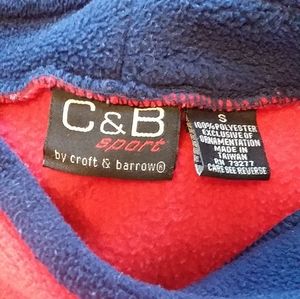 C&B
sport
by croft & barrow®
S
100% POLYESTER
EXCLUSIVE OF
ORNAMENTATION
MADE IN
TAIWAN
RN 73277
CARE SEE REVERSE